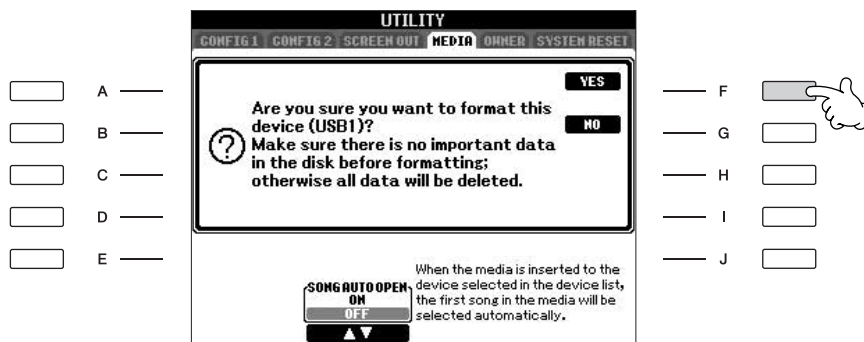 UTILITY
CONFIG 1 CONFIG 2 SCREEN OUT MEDIA OWNER SYSTEM RESET
YES
NO
Are you sure you want to format this
device (USB1)?
Make sure there is no important data
in the disk before formatting;
otherwise all data will be deleted.
?
A
B
C
D
E
F
G
H
I
J
SONG AUTO OPEN
ON
OFF
When the media is inserted to the
device selected in the device list,
the first song in the media will be
selected automatically.